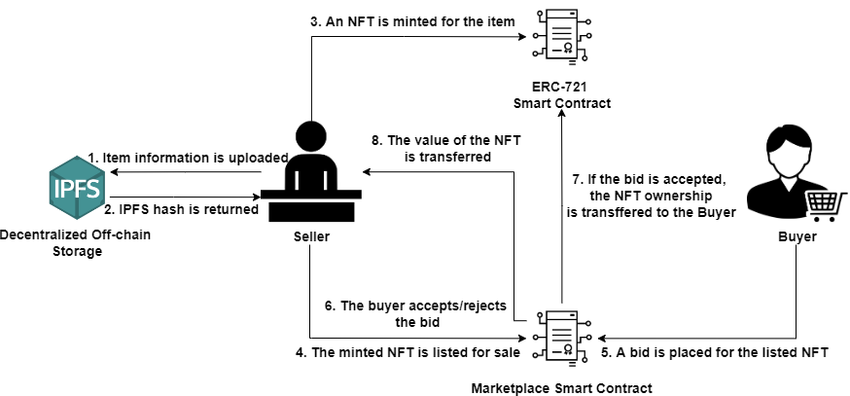 3. An NFT is minted for the item
ERC-721
Smart Contract
8. The value of the NFT
is transferred
1. Item information is uploaded
IPFS
2. IPFS hash is returned
7. If the bid is accepted,
the NFT ownership
is transffered to the Buyer
Decentralized Off-chain
Storage
Seller
Buyer
6. The buyer accepts/rejects
the bid
4. The minted NFT is listed for sale
5. A bid is placed for the listed NFT
Marketplace Smart Contract